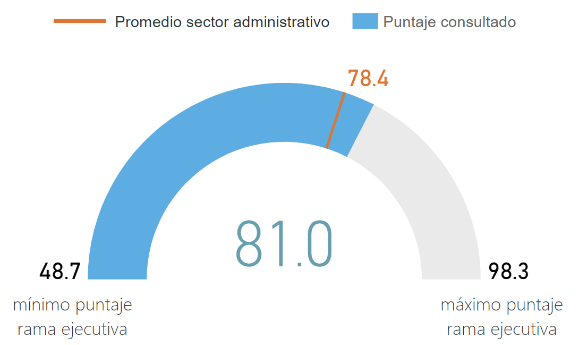 Promedio sector administrativo
Puntaje consultado
78.4
81.0
48.7
98.3
mínimo puntaje
rama ejecutiva
máximo puntaje
rama ejecutiva